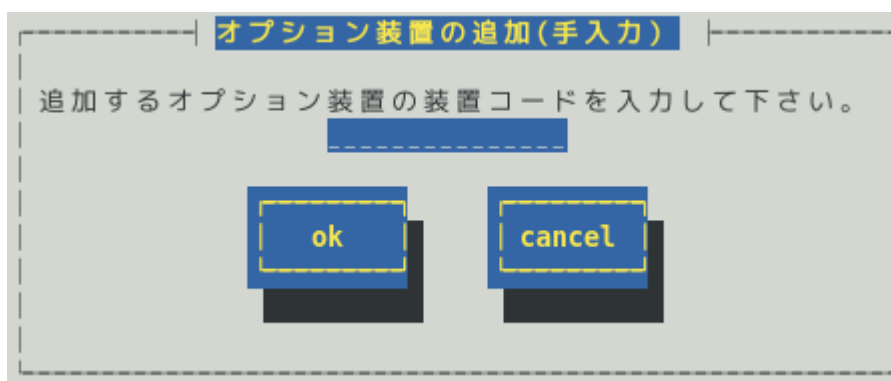 オプション装置の追加(手入力)
追加するオプション装置の装置コードを入力して下さい。
_______________
ok cancel